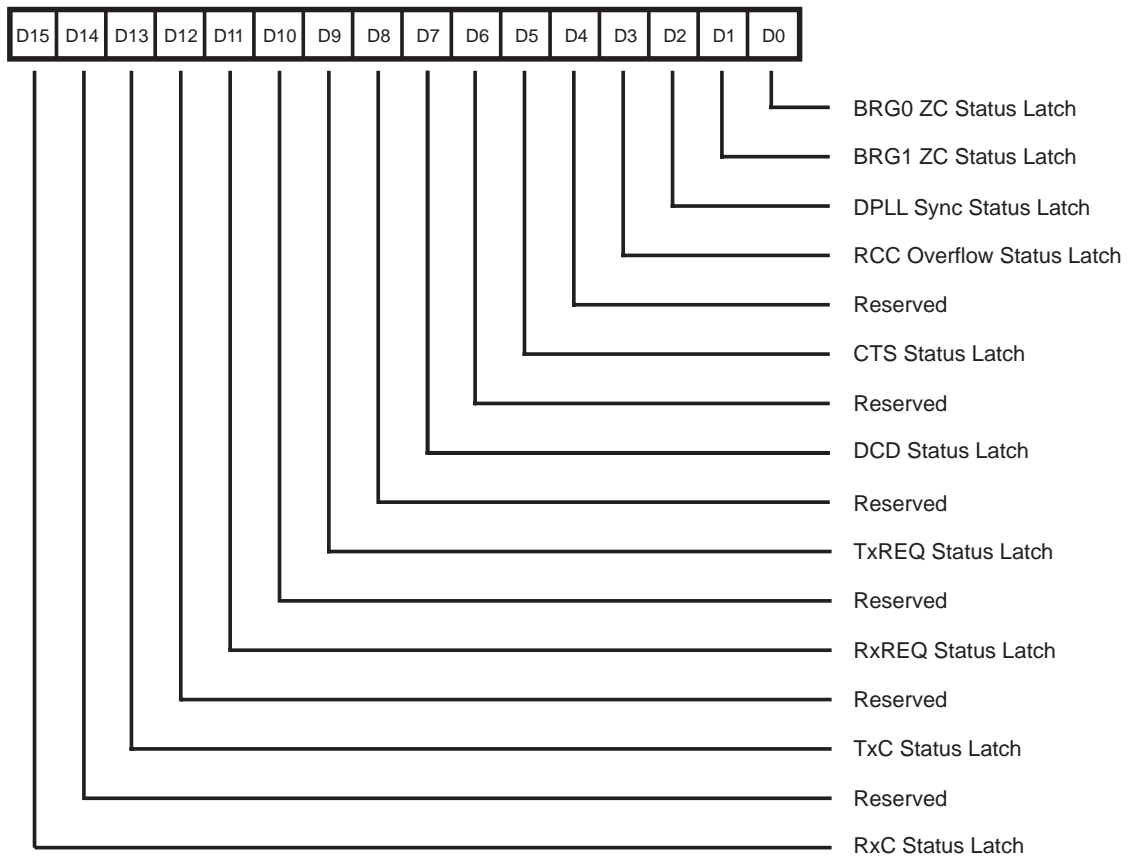 D15 D14 D13 D12 D11 D10 D9 D8 D7 D6 D5 D4 D3 D2 D1 D0
BRG0 ZC Status Latch
BRG1 ZC Status Latch
DPLL Sync Status Latch
RCC Overflow Status Latch
Reserved
CTS Status Latch
Reserved
DCD Status Latch
Reserved
TxREQ Status Latch
Reserved
RxREQ Status Latch
Reserved
TxC Status Latch
Reserved
RxC Status Latch